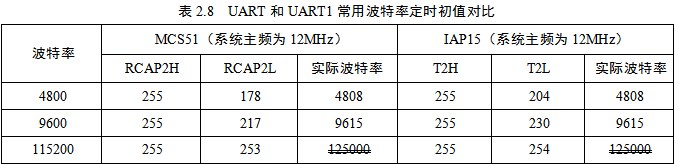 表 2.8 UART 和 UART1 常用波特率定时初值对比
波特率 MCS51（系统主频为 12MHz） IAP15（系统主频为 12MHz）
RCAP2H RCAP2L 实际波特率 T2H T2L 实际波特率
4800 255 178 4808 255 204 4808
9600 255 217 9615 255 230 9615
115200 255 253 125000 255 254 125000